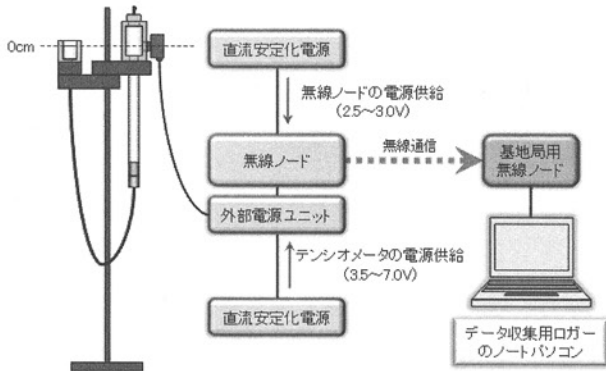 0cm
直流安定化電源
無線ノードの電源供給
(2.5～3.0V)
無線通信
無線ノード
基地局用
無線ノード
外部電源ユニット
テンシオメータの電源供給
(3.5～7.0V)
直流安定化電源
データ収集用ロガー
のノートパソコン